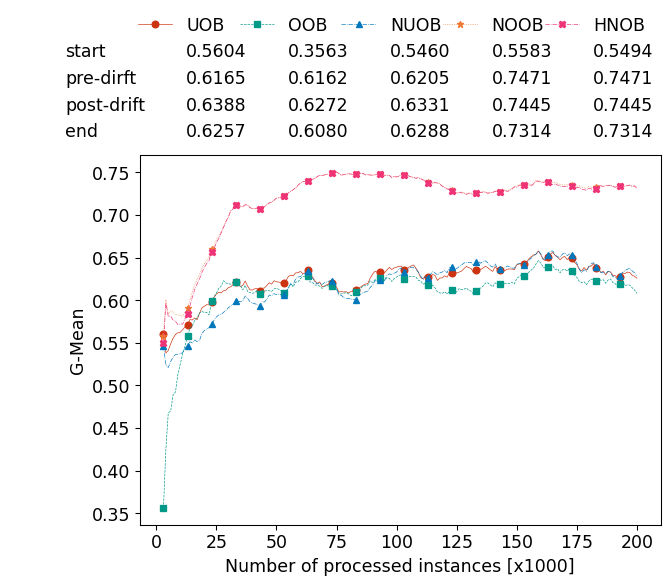 UOB OOB NUOB NOOB HNOB
start 0.5604 0.3563 0.5460 0.5583 0.5494
pre-dirft 0.6165 0.6162 0.6205 0.7471 0.7471
post-drift 0.6388 0.6272 0.6331 0.7445 0.7445
end 0.6257 0.6080 0.6288 0.7314 0.7314
0.75
0.70
0.65
0.60
0.55
0.50
0.45
0.40
0.35
G-Mean
0 25 50 75 100 125 150 175 200
Number of processed instances [x1000]